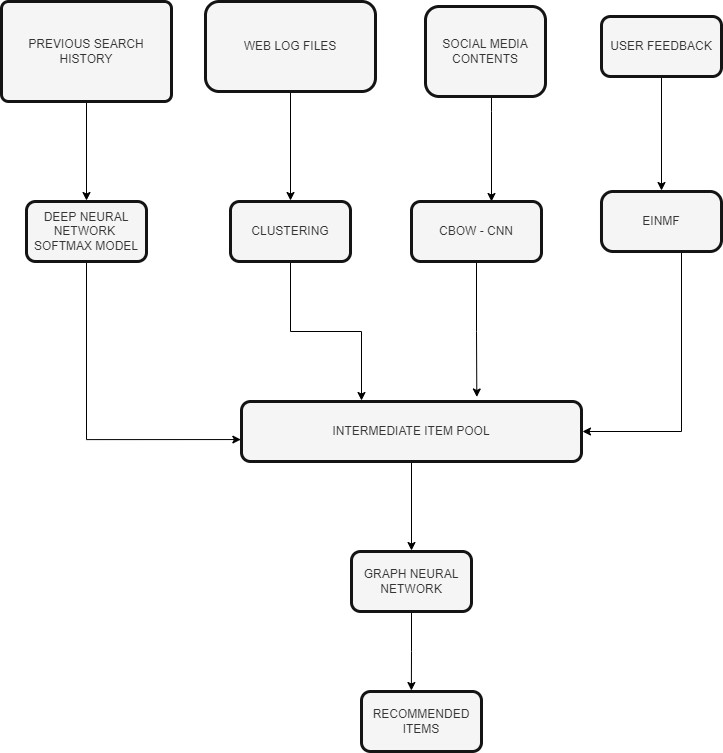 PREVIOUS SEARCH
HISTORY
WEB LOG FILES
SOCIAL MEDIA
CONTENTS
USER FEEDBACK
DEEP NEURAL
NETWORK
SOFTMAX MODEL
CLUSTERING
CBOW - CNN
EINMF
INTERMEDIATE ITEM POOL
GRAPH NEURAL
NETWORK
RECOMMENDED
ITEMS